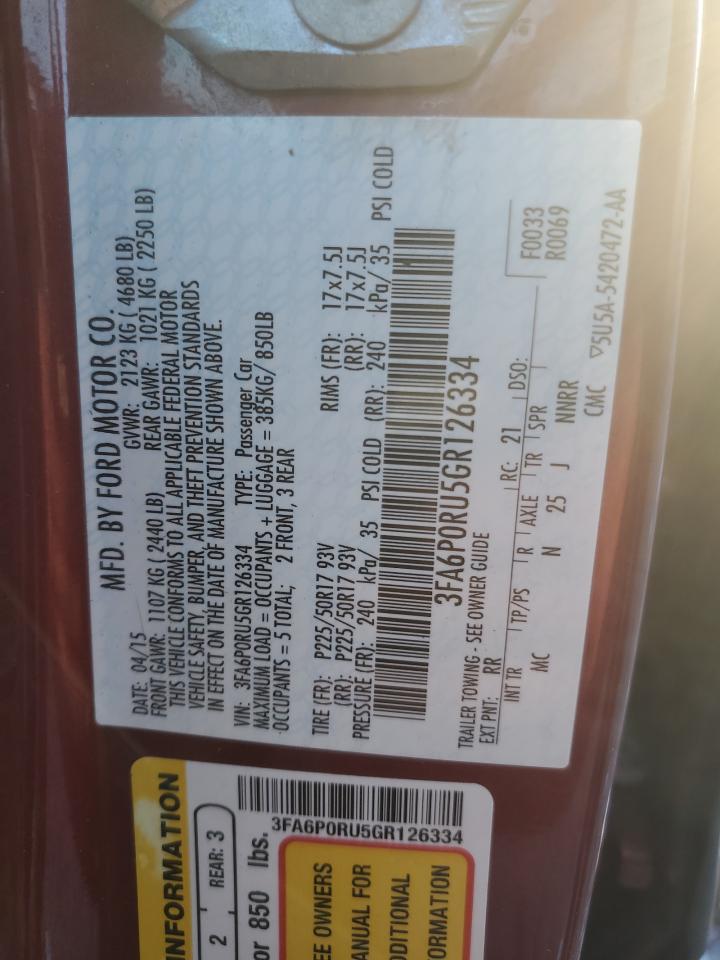 MFD. BY FORD MOTOR CO.
DATE: 04/15 GVWR: 2123 KG ( 4680 LB)
FRONT GAWR: 1107 KG ( 2440 LB) REAR GAWR: 1021 KG ( 2250 LB)
THIS VEHICLE CONFORMS TO ALL APPLICABLE FEDERAL MOTOR
VEHICLE SAFETY, BUMPER, AND THEFT PREVENTION STANDARDS
IN EFFECT ON THE DATE OF MANUFACTURE SHOWN ABOVE.
VIN: 3FA6P0RU5GR126334 TYPE: Passenger Car
MAXIMUM LOAD = OCCUPANTS + LUGGAGE = 385KG/ 850LB
OCCUPANTS = 5 TOTAL; 2 FRONT, 3 REAR
TIRE (FR): P225/50R17 93V RIMS (FR): 17x7.5J
(RR): P225/50R17 93V (RR): 17x7.5J
PRESSURE (FR): 240 kPa/ 35 PSI COLD (RR): 240 kPa/ 35 PSI COLD
3FA6P0RU5GR126334
TRAILER TOWING - SEE OWNER GUIDE
EXT PNT: RR RC: 21 DSO: F0033
R0069
INT TR TP/PS R AXLE TR SPR
MC N 25 J NNRR
CMC ▽5U5A-5420472-AA
INFORMATION
2 REAR: 3
or 850 lbs.
3FA6P0RU5GR126334
EE OWNERS
ANUAL FOR
DDITIONAL
ORMATION